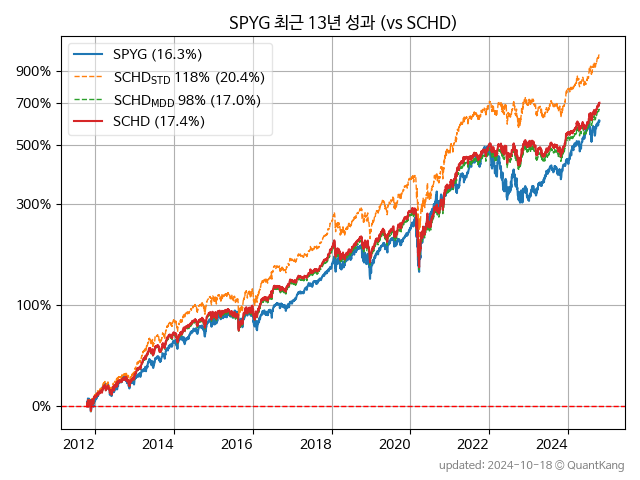 SPYG 최근 13년 성과 (vs SCHD)
SPYG (16.3%)
SCHD_STD 118% (20.4%)
SCHD_MDD 98% (17.0%)
SCHD (17.4%)
900%
700%
500%
300%
100%
0%
2012 2014 2016 2018 2020 2022 2024
updated: 2024-10-18 © QuantKang